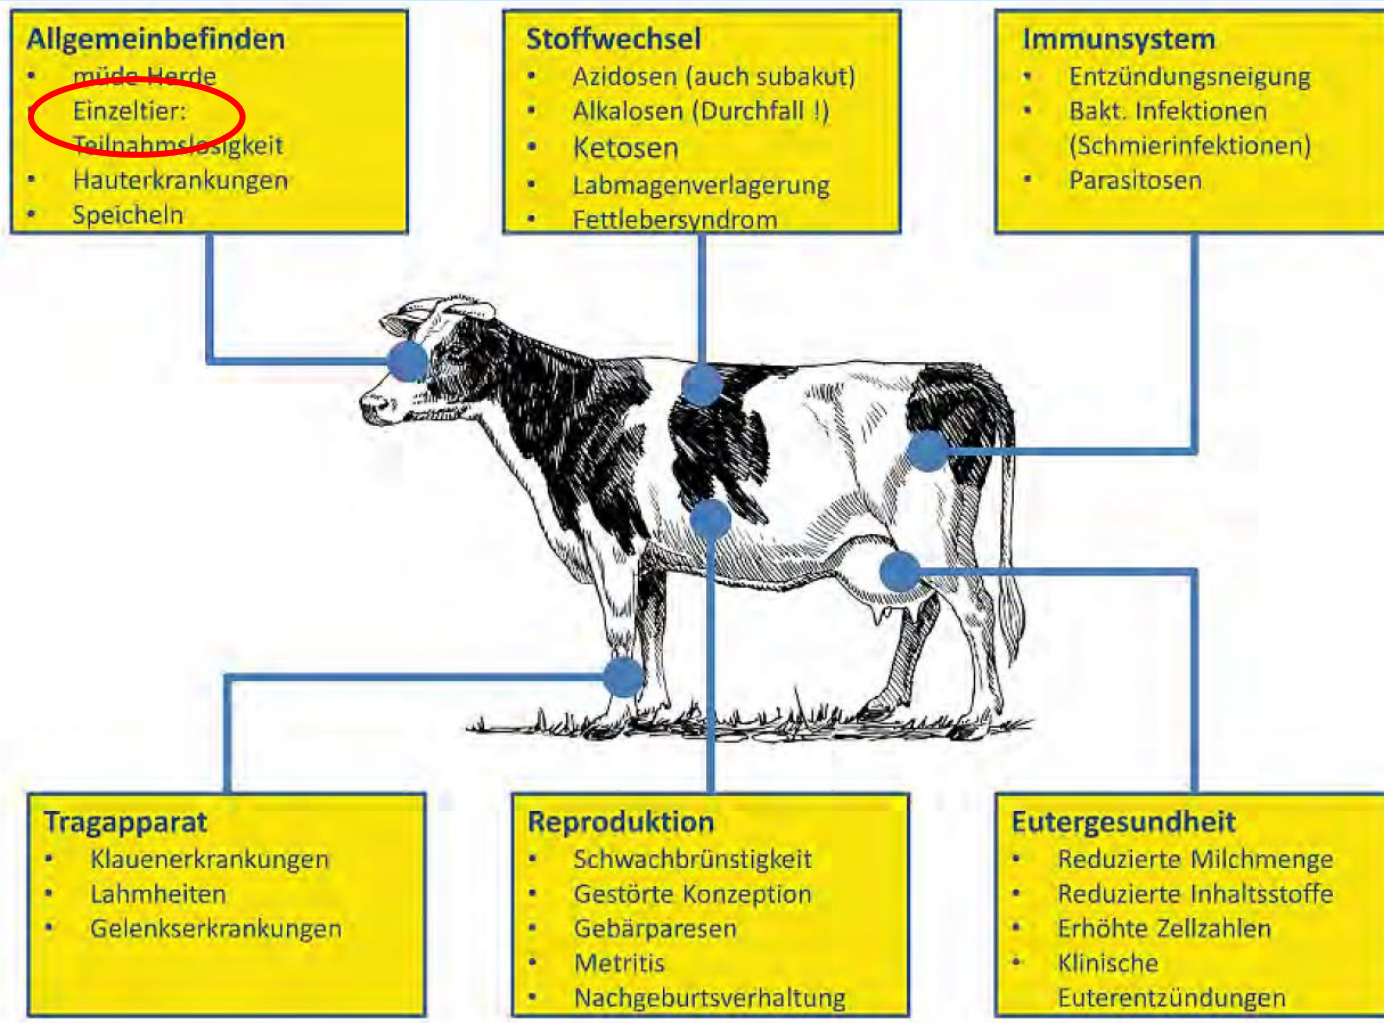 Allgemeinbefinden
• müde Herde
• Einzeltier:
Teilnahmslosigkeit
• Hauterkrankungen
• Speicheln
Stoffwechsel
• Azidosen (auch subakut)
• Alkalosen (Durchfall !)
• Ketosen
• Labmagenverlagerung
• Fettlebersyndrom
Immunsystem
• Entzündungsneigung
• Bakt. Infektionen
(Schmierinfektionen)
• Parasitosen
Tragapparat
• Klauenerkrankungen
• Lahmheiten
• Gelenkserkrankungen
Reproduktion
• Schwachbrünstigkeit
• Gestörte Konzeption
• Gebärparesen
• Metritis
• Nachgeburtsverhaltung
Eutergesundheit
• Reduzierte Milchmenge
• Reduzierte Inhaltsstoffe
• Erhöhte Zellzahlen
• Klinische
Euterentzündungen